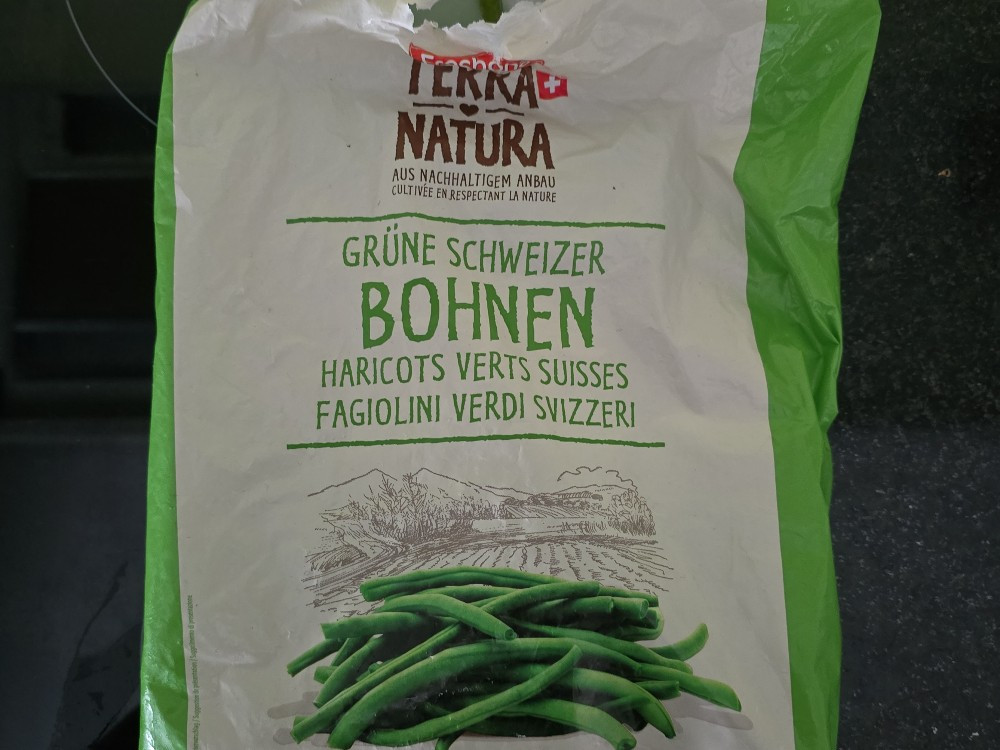 TERRA
NATURA
AUS NACHHALTIGEM ANBAU
CULTIVÉE EN RESPECTANT LA NATURE
GRÜNE SCHWEIZER
BOHNEN
HARICOTS VERTS SUISSES
FAGIOLINI VERDI SVIZZERI